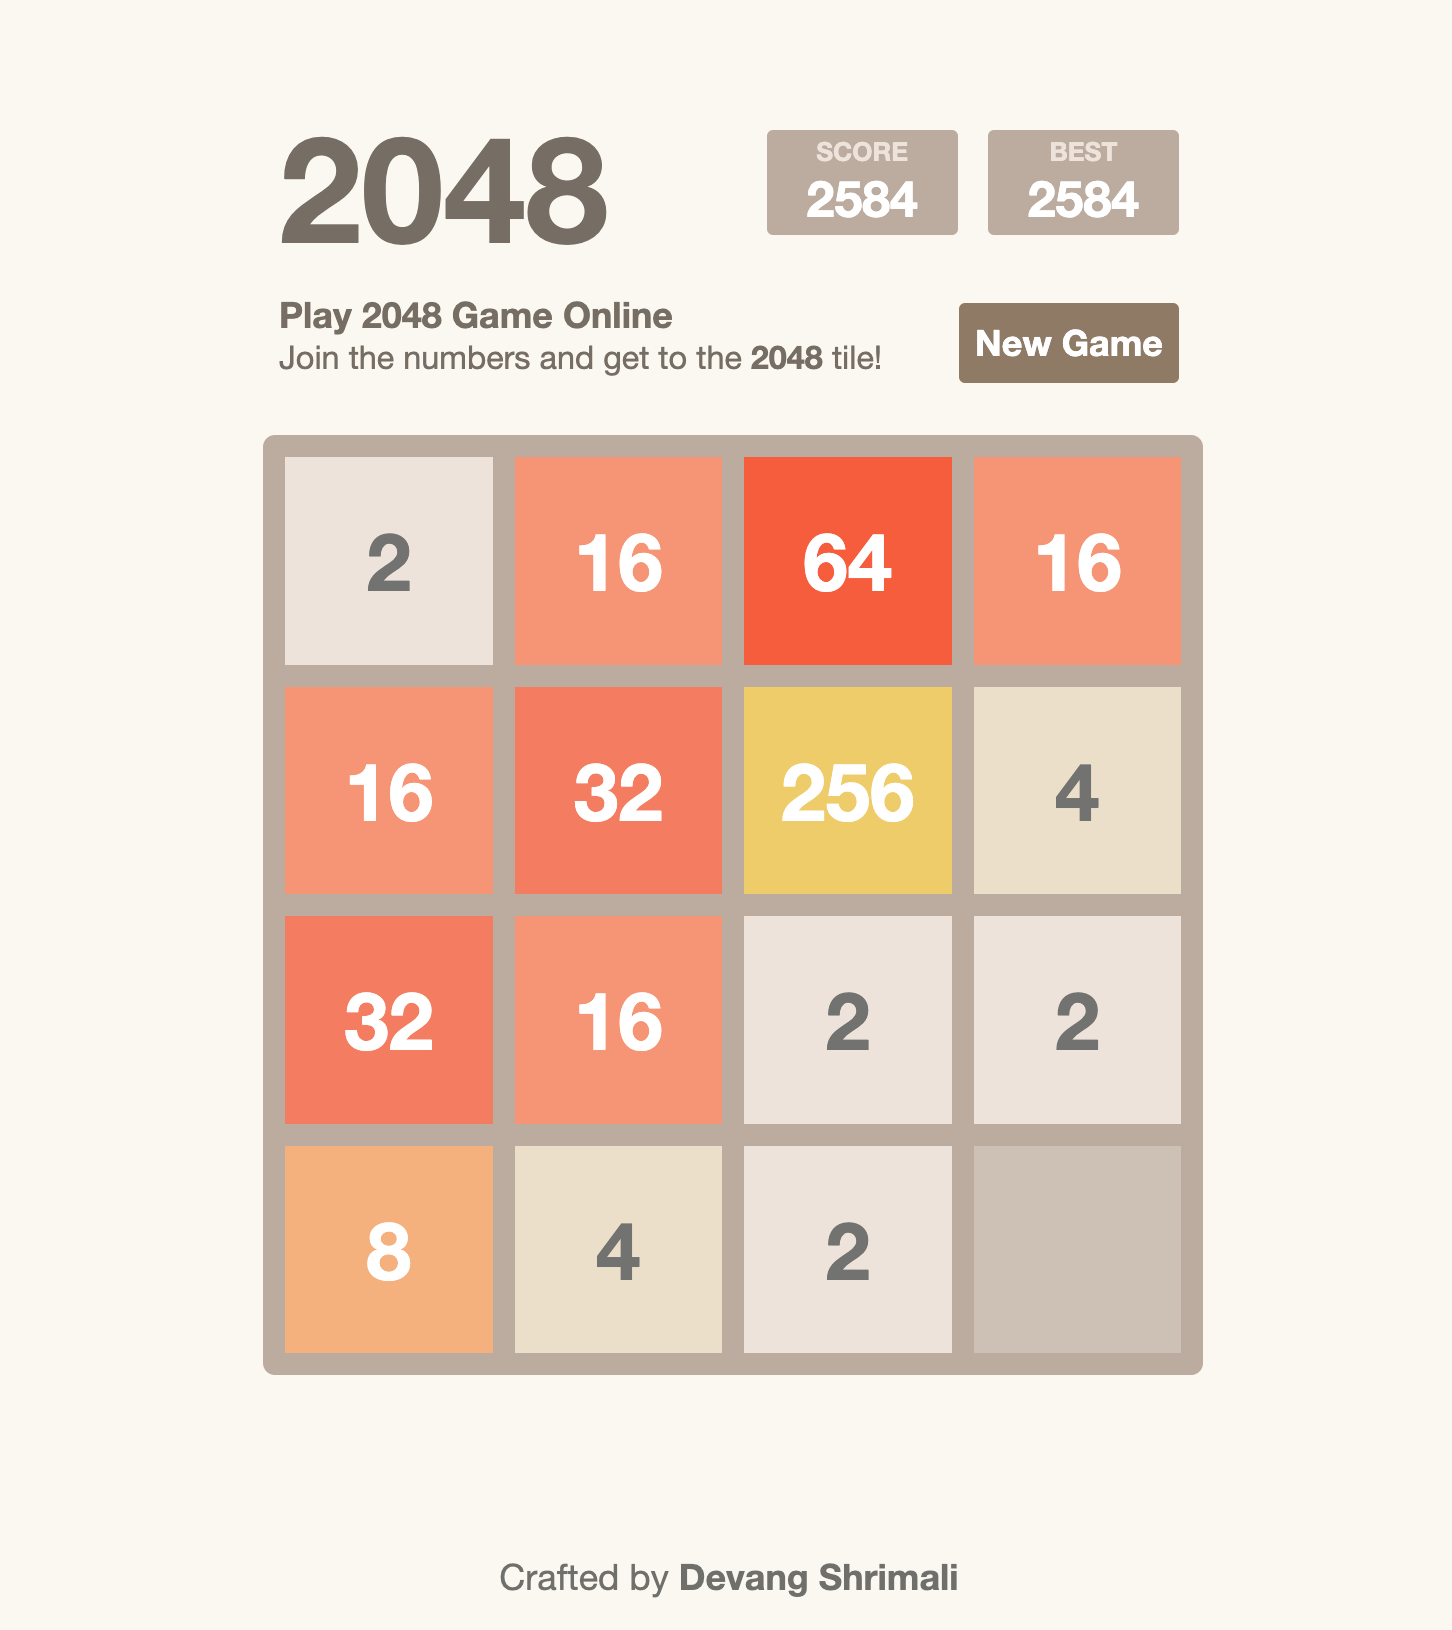 2048
SCORE
2584
BEST
2584
Play 2048 Game Online
Join the numbers and get to the 2048 tile!
New Game
2 16 64 16
16 32 256 4
32 16 2 2
8 4 2
Crafted by Devang Shrimali